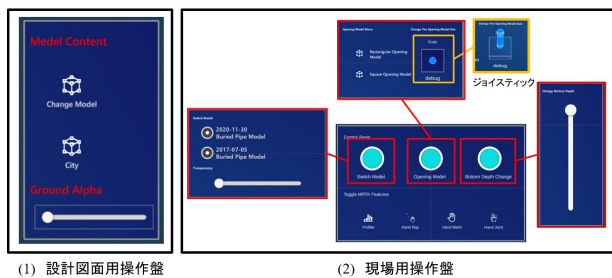 Medel Content
Change Model
City
Ground Alpha
Opening Model Menu
Change The Opening Model Size
Rectangular Opening
Model
Square Opening Model
Scale
debug
Change The Opening Model Size
debug
ジョイスティック
Change Bottom Depth
Switch Model
2020-11-30
Buried Pipe Model
2017-07-05
Buried Pipe Model
Transparency
Control Panel
Switch Model
Opening Model
Bottom Depth Change
Toggle MRTK Features
Profiler
Hand Ray
Hand Mesh
Hand Joint
(1) 設計図面用操作盤
(2) 現場用操作盤